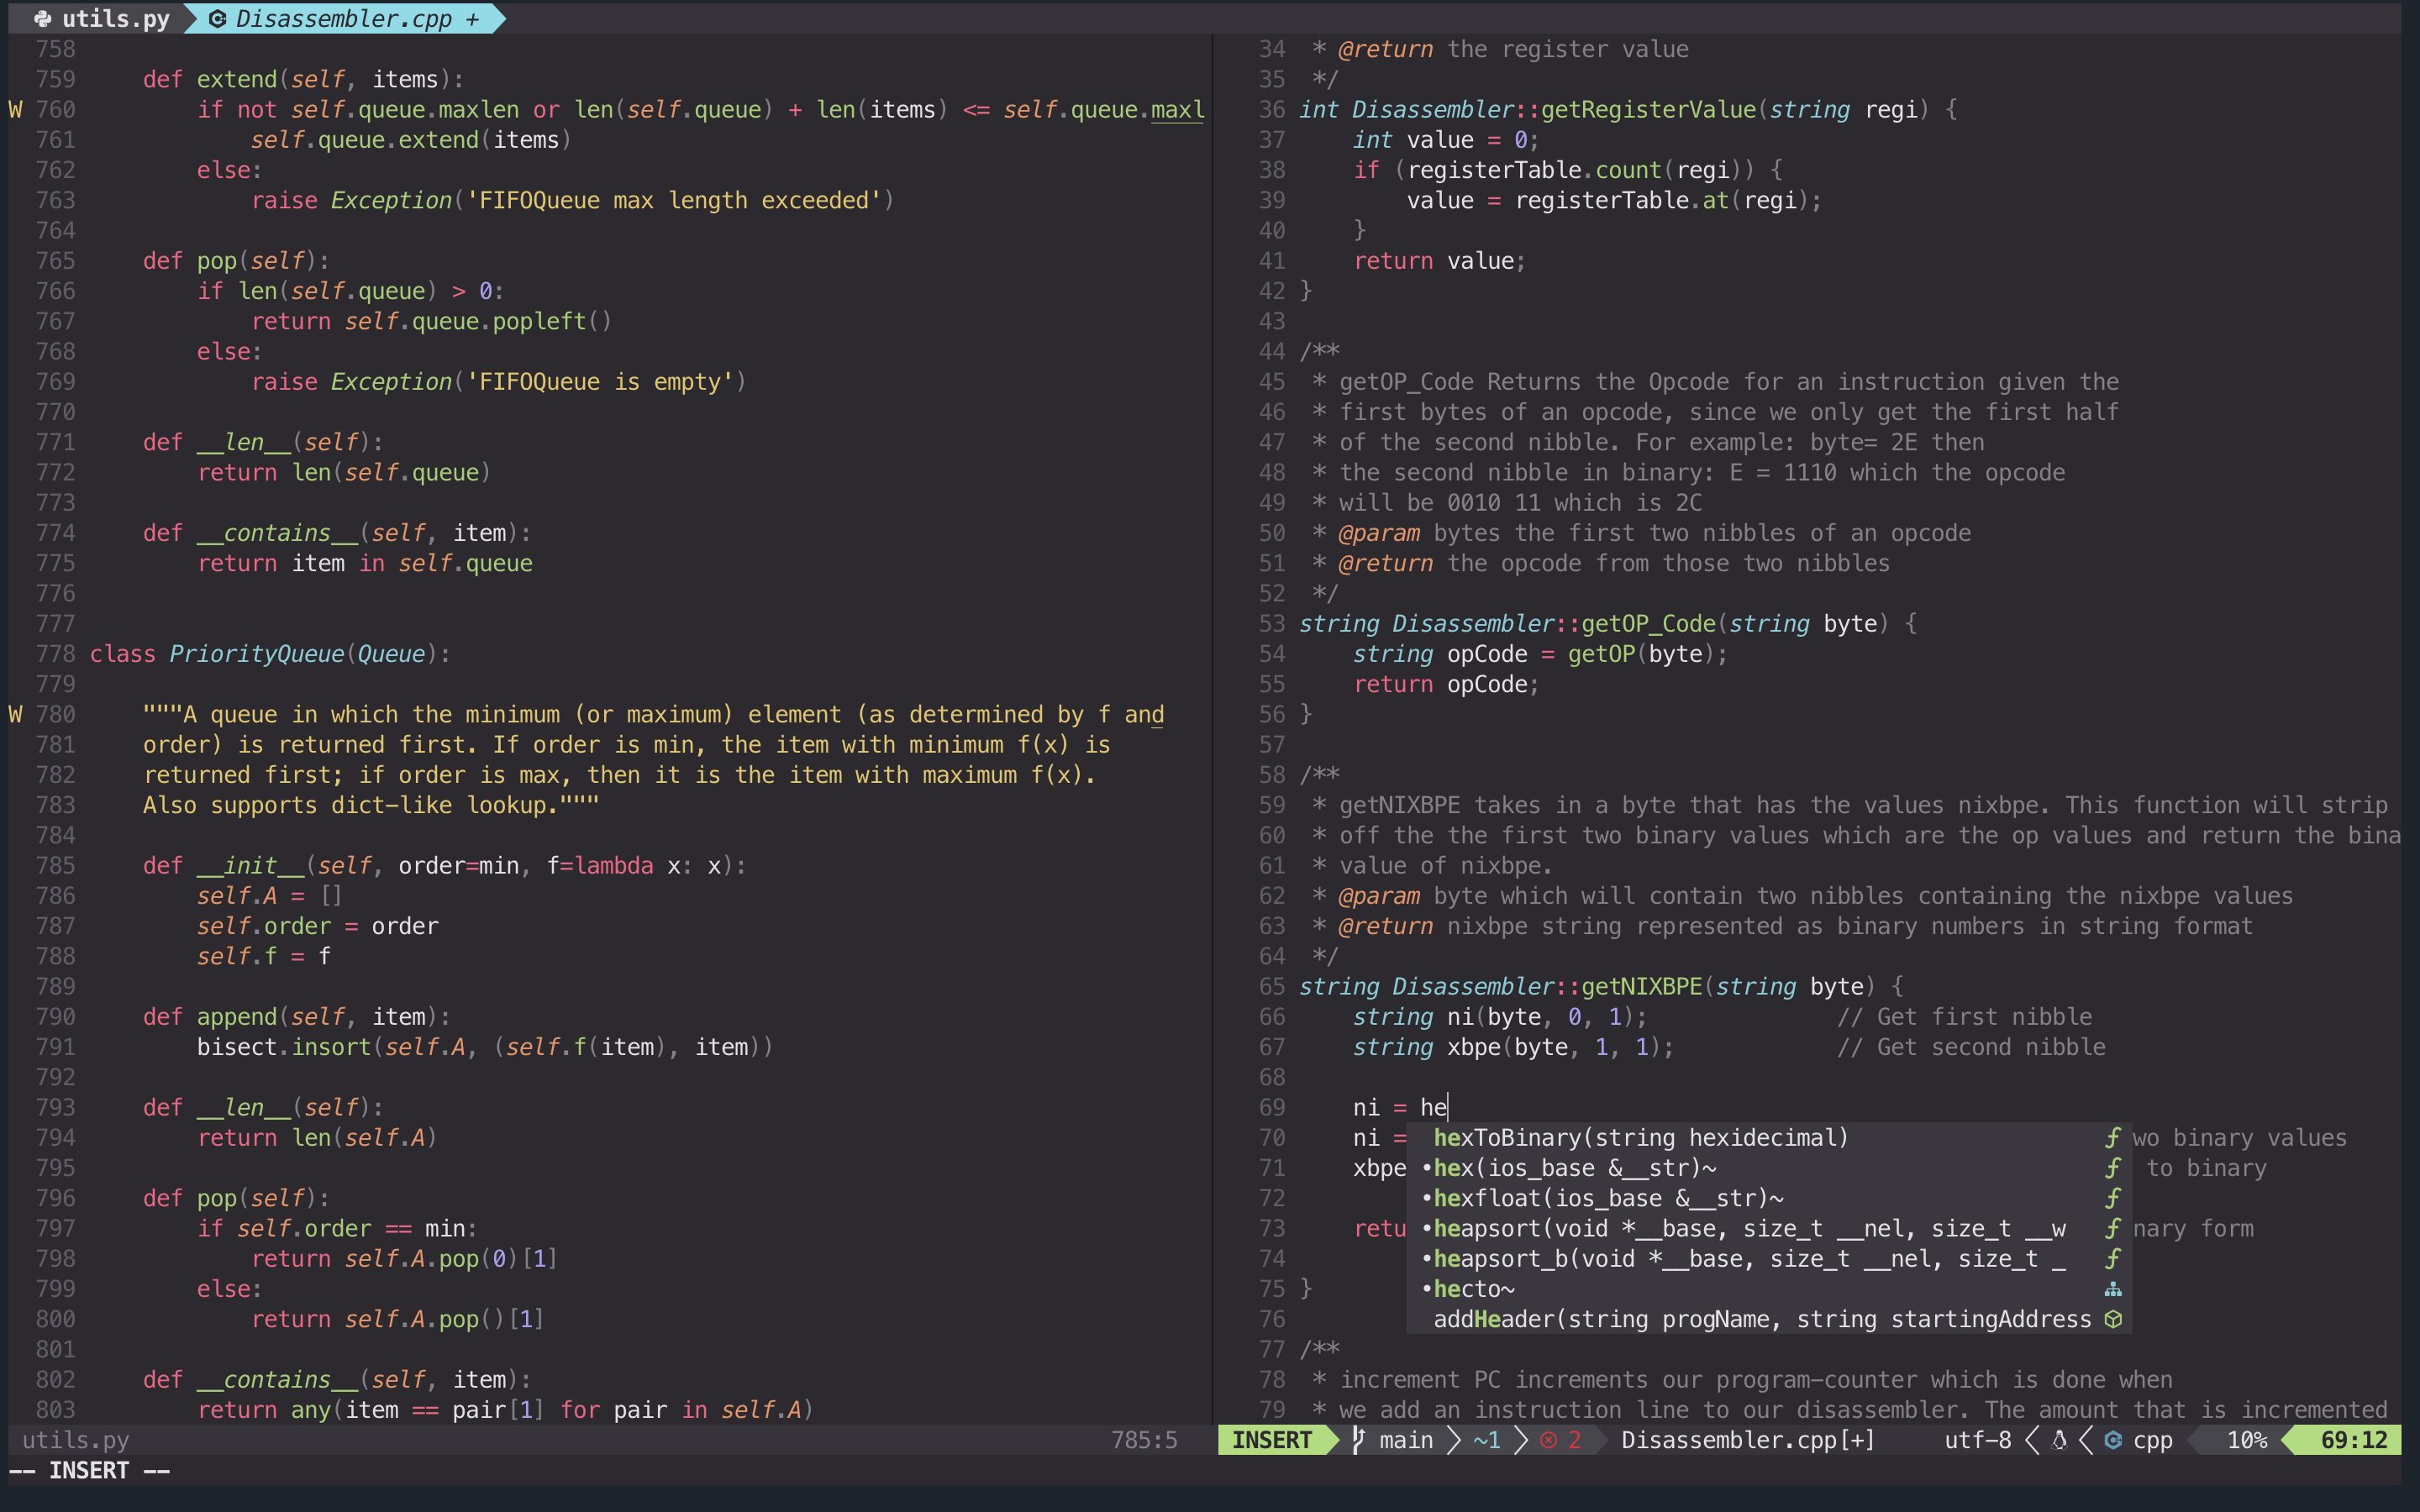 utils.py Disassembler.cpp +
758
759     def extend(self, items):
W 760         if not self.queue.maxlen or len(self.queue) + len(items) <= self.queue.maxl
761             self.queue.extend(items)
762         else:
763             raise Exception('FIFOQueue max length exceeded')
764
765     def pop(self):
766         if len(self.queue) > 0:
767             return self.queue.popleft()
768         else:
769             raise Exception('FIFOQueue is empty')
770
771     def __len__(self):
772         return len(self.queue)
773
774     def __contains__(self, item):
775         return item in self.queue
776
777
778 class PriorityQueue(Queue):
779
W 780     """A queue in which the minimum (or maximum) element (as determined by f and
781     order) is returned first. If order is min, the item with minimum f(x) is
782     returned first; if order is max, then it is the item with maximum f(x).
783     Also supports dict-like lookup."""
784
785     def __init__(self, order=min, f=lambda x: x):
786         self.A = []
787         self.order = order
788         self.f = f
789
790     def append(self, item):
791         bisect.insort(self.A, (self.f(item), item))
792
793     def __len__(self):
794         return len(self.A)
795
796     def pop(self):
797         if self.order == min:
798             return self.A.pop(0)[1]
799         else:
800             return self.A.pop()[1]
801
802     def __contains__(self, item):
803         return any(item == pair[1] for pair in self.A)
utils.py 785:5
-- INSERT --
34  * @return the register value
35  */
36 int Disassembler::getRegisterValue(string regi) {
37     int value = 0;
38     if (registerTable.count(regi)) {
39         value = registerTable.at(regi);
40     }
41     return value;
42 }
43
44 /**
45  * getOP_Code Returns the Opcode for an instruction given the
46  * first bytes of an opcode, since we only get the first half
47  * of the second nibble. For example: byte= 2E then
48  * the second nibble in binary: E = 1110 which the opcode
49  * will be 0010 11 which is 2C
50  * @param bytes the first two nibbles of an opcode
51  * @return the opcode from those two nibbles
52  */
53 string Disassembler::getOP_Code(string byte) {
54     string opCode = getOP(byte);
55     return opCode;
56 }
57
58 /**
59  * getNIXBPE takes in a byte that has the values nixbpe. This function will strip
60  * off the the first two binary values which are the op values and return the bina
61  * value of nixbpe.
62  * @param byte which will contain two nibbles containing the nixbpe values
63  * @return nixbpe string represented as binary numbers in string format
64  */
65 string Disassembler::getNIXBPE(string byte) {
66     string ni(byte, 0, 1);              // Get first nibble
67     string xbpe(byte, 1, 1);            // Get second nibble
68
69     ni = he
70     ni = hexToBinary(string hexidecimal) ƒ wo binary values
71     xbpe •hex(ios_base &__str)~ ƒ to binary
72 •hexfloat(ios_base &__str)~ ƒ
73     retu •heapsort(void *__base, size_t __nel, size_t __w ƒ nary form
74 •heapsort_b(void *__base, size_t __nel, size_t _ ƒ
75 } •hecto~
76 addHeader(string progName, string startingAddress
77 /**
78  * increment PC increments our program-counter which is done when
79  * we add an instruction line to our disassembler. The amount that is incremented
INSERT main ~1 2 Disassembler.cpp[+] utf-8 cpp 10% 69:12